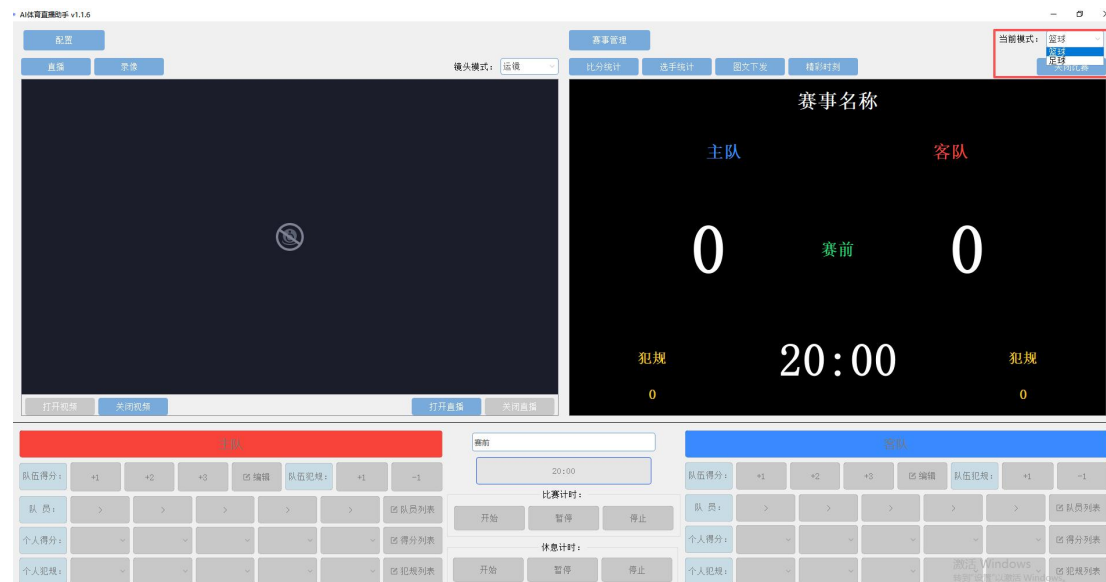 AI体育直播助手 v1.1.6
配置
赛事管理
当前模式： 篮球
篮球
足球
直播 录像 镜头模式： 运镜
比分统计 选手统计 图文下发 精彩时刻 关闭比赛
赛事名称
主队 客队
0 赛前 0
犯规 20:00 犯规
0 0
打开视频 关闭视频 打开直播 关闭直播
主队 赛前 客队
队伍得分： +1 +2 +3 编辑 队伍犯规： +1 -1
20:00
队伍得分： +1 +2 +3 编辑 队伍犯规： +1 -1
比赛计时：
队 员： 队员列表
开始 暂停 停止
队 员： 队员列表
个人得分： 得分列表
休息计时：
个人得分： 得分列表
个人犯规： 犯规列表
开始 暂停 停止
个人犯规： 犯规列表
激活 Windows